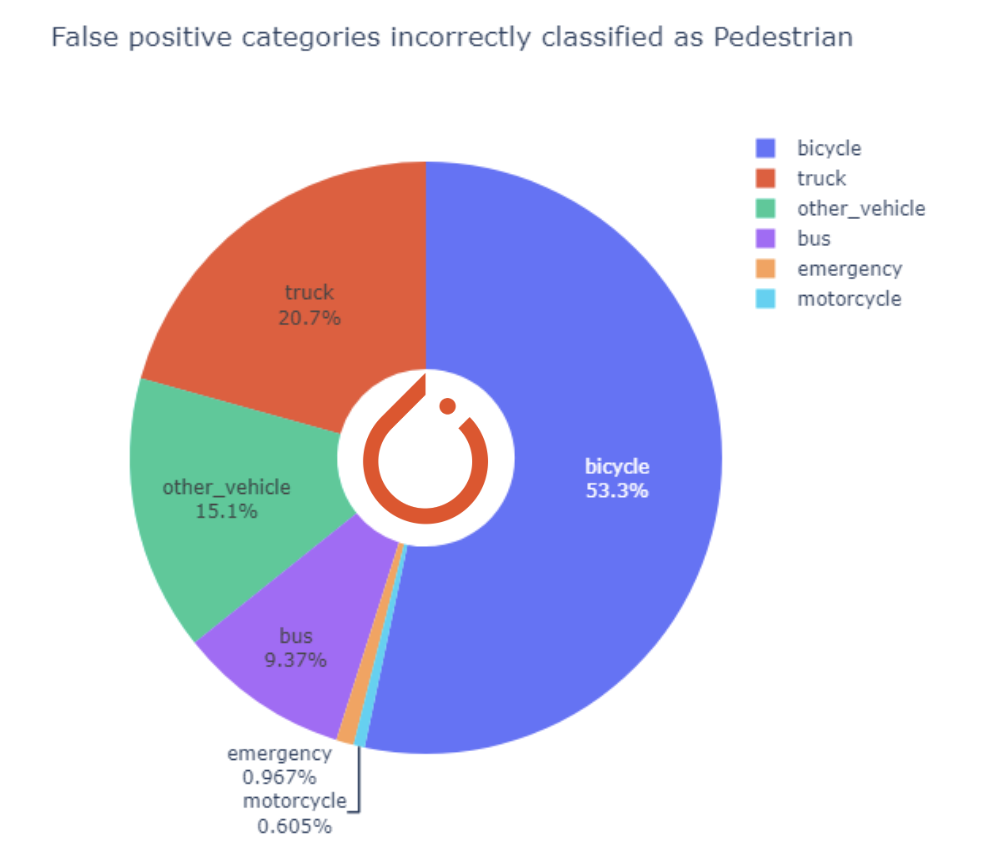 False positive categories incorrectly classified as Pedestrian
bicycle
truck
other_vehicle
bus
emergency
motorcycle
truck
20.7%
bicycle
53.3%
other_vehicle
15.1%
bus
9.37%
emergency
0.967%
motorcycle
0.605%